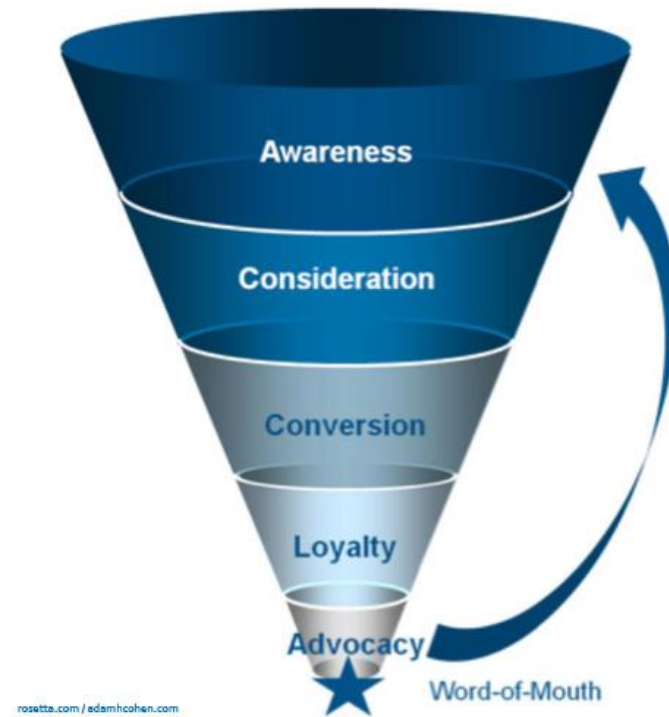 Awareness
Consideration
Conversion
Loyalty
Advocacy
Word-of-Mouth
rosetta.com / adamhcohen.com